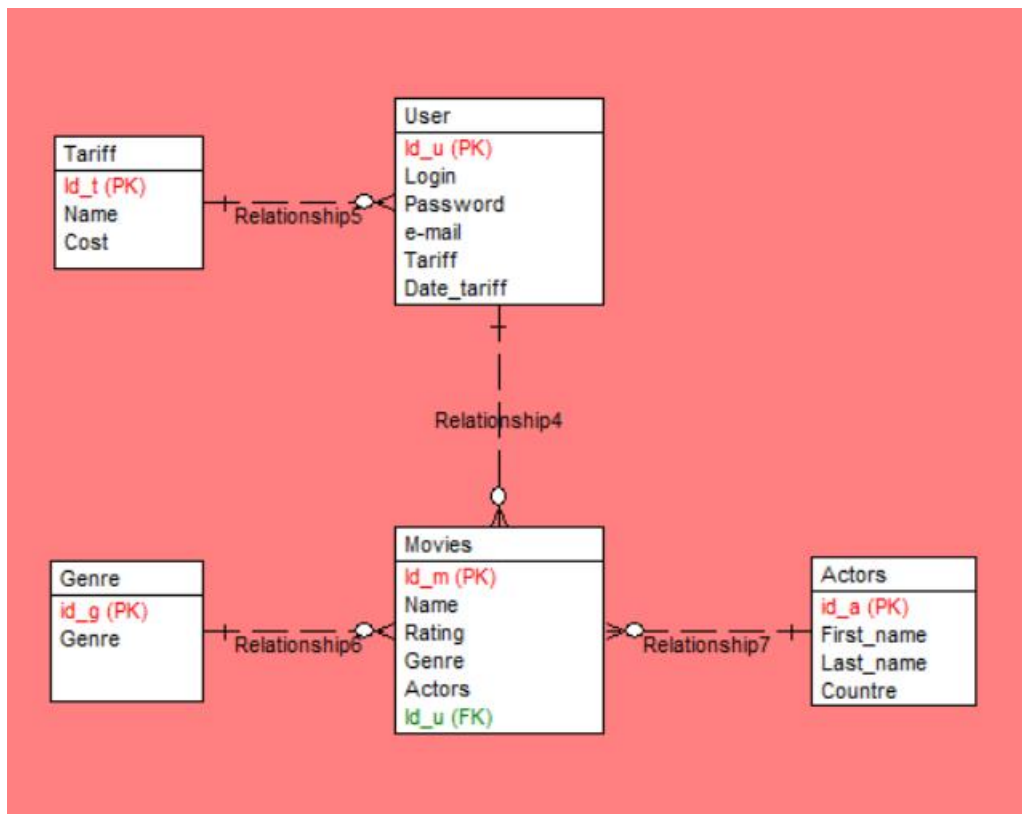 Tariff
Id_t (PK)
Name
Cost
Relationship5
User
Id_u (PK)
Login
Password
e-mail
Tariff
Date_tariff
Relationship4
Genre
id_g (PK)
Genre
Relationship6
Movies
Id_m (PK)
Name
Rating
Genre
Actors
Id_u (FK)
Relationship7
Actors
id_a (PK)
First_name
Last_name
Countre